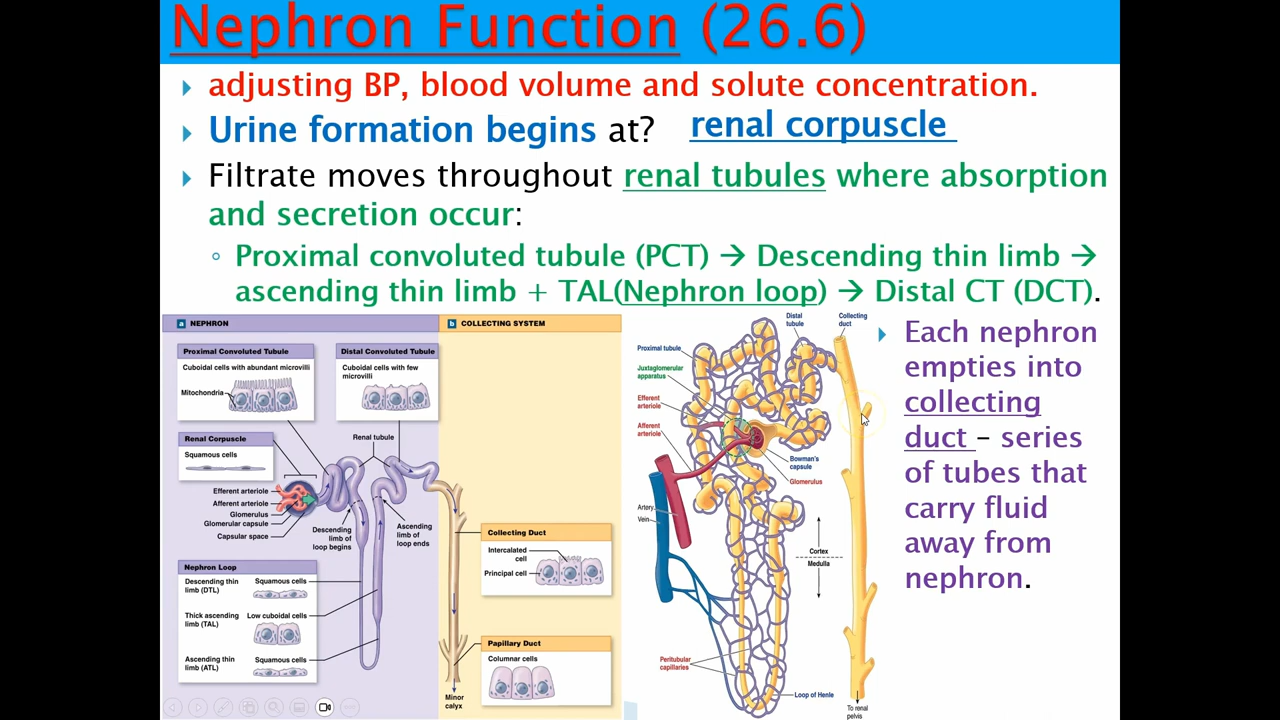 Nephron Function (26.6)
adjusting BP, blood volume and solute concentration.
Urine formation begins at? renal corpuscle
Filtrate moves throughout renal tubules where absorption
and secretion occur:
Proximal convoluted tubule (PCT) → Descending thin limb →
ascending thin limb + TAL(Nephron loop) → Distal CT (DCT).
a NEPHRON
b COLLECTING SYSTEM
Proximal Convoluted Tubule
Cuboidal cells with abundant microvilli
Mitochondria
Distal Convoluted Tubule
Cuboidal cells with few
microvilli
Renal Corpuscle
Squamous cells
Renal tubule
Efferent arteriole
Afferent arteriole
Glomerulus
Glomerular capsule
Capsular space
Descending
limb of
loop begins
Ascending
limb of
loop ends
Nephron Loop
Descending thin
limb (DTL)
Squamous cells
Thick ascending
limb (TAL)
Low cuboidal cells
Ascending thin
limb (ATL)
Squamous cells
Collecting Duct
Intercalated
cell
Principal cell
Papillary Duct
Columnar cells
Minor
calyx
Distal
tubule
Collecting
duct
Proximal tubule
Juxtaglomerular
apparatus
Efferent
arteriole
Afferent
arteriole
Bowman's
capsule
Glomerulus
Artery
Vein
Cortex
Medulla
Peritubular
capillaries
Loop of Henle
To renal
pelvis
Each nephron
empties into
collecting
duct – series
of tubes that
carry fluid
away from
nephron.